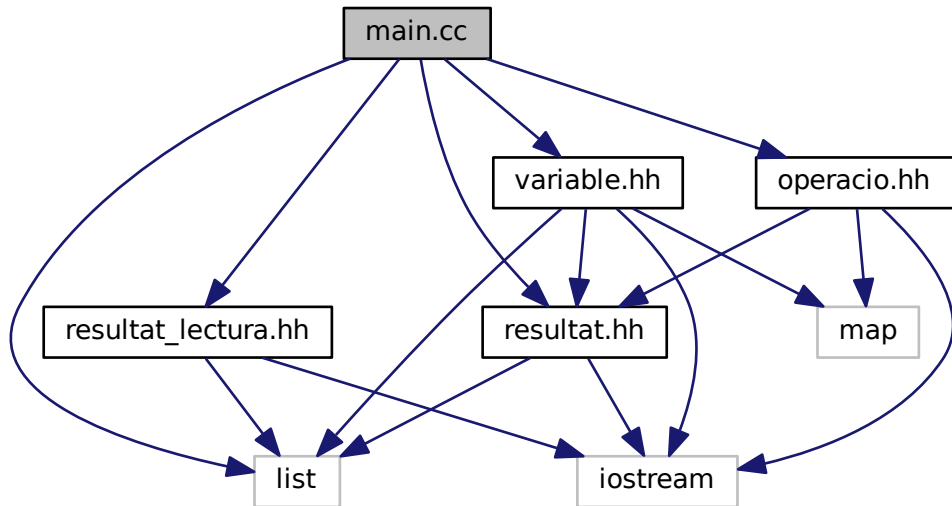 main.cc
variable.hh
operacio.hh
resultat_lectura.hh
resultat.hh
map
list
iostream